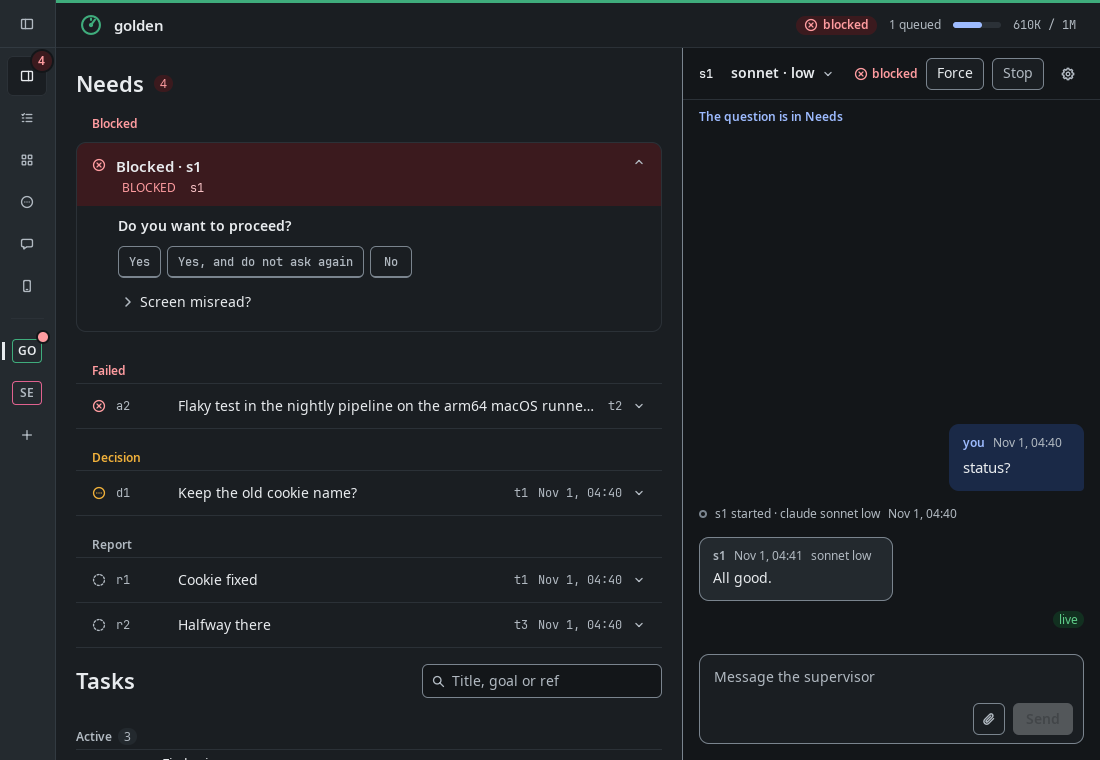 golden
blocked
1 queued
610K / 1M
4
GO
SE
Needs 4
Blocked
Blocked · s1
BLOCKED s1
Do you want to proceed?
Yes
Yes, and do not ask again
No
Screen misread?
Failed
a2 Flaky test in the nightly pipeline on the arm64 macOS runne... t2
Decision
d1 Keep the old cookie name? t1 Nov 1, 04:40
Report
r1 Cookie fixed t1 Nov 1, 04:40
r2 Halfway there t3 Nov 1, 04:40
Tasks
Title, goal or ref
Active 3
s1 sonnet · low
blocked
Force
Stop
The question is in Needs
you Nov 1, 04:40
status?
s1 started · claude sonnet low Nov 1, 04:40
s1 Nov 1, 04:41 sonnet low
All good.
live
Message the supervisor
Send